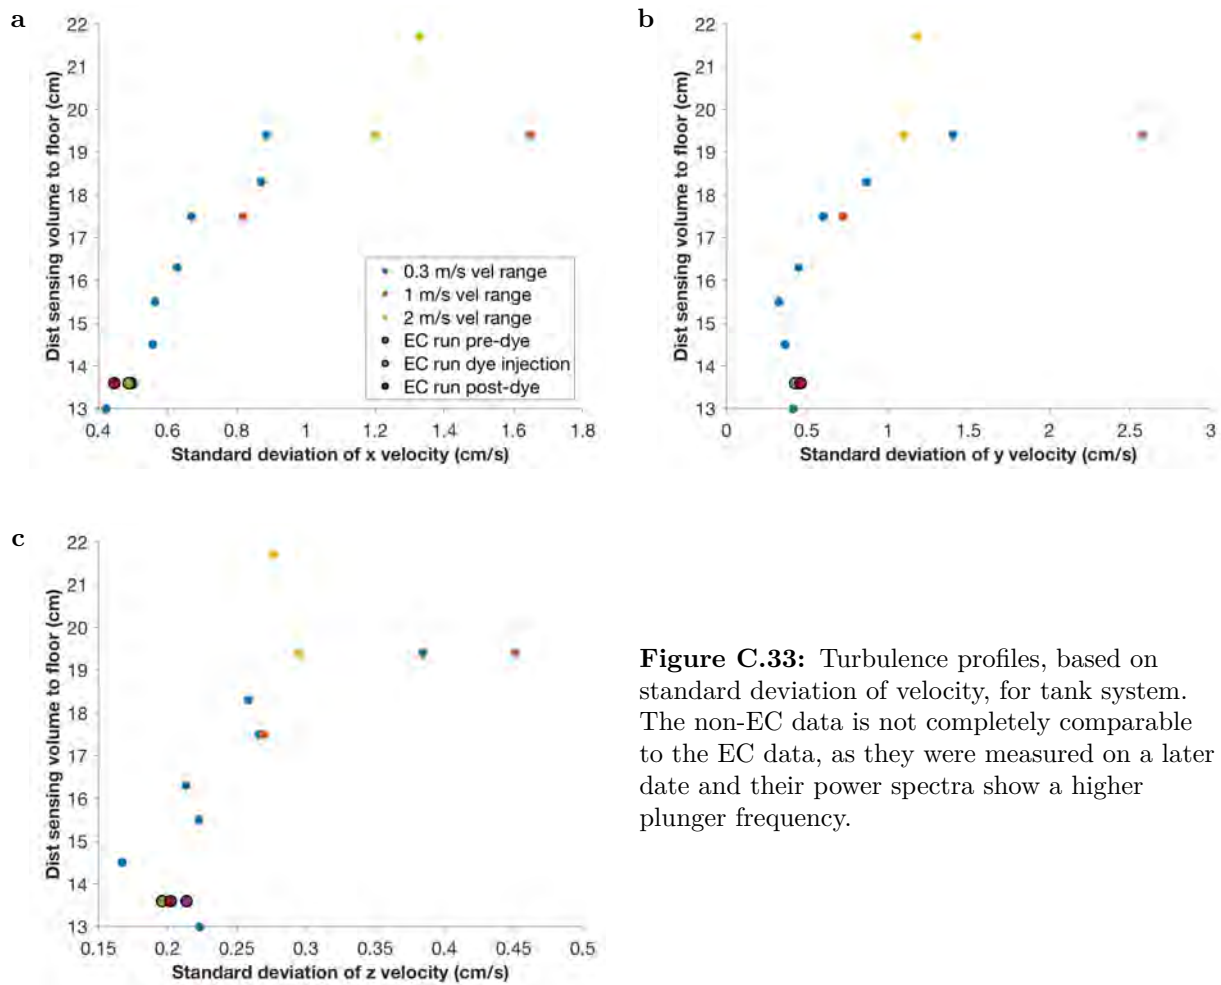 a
22
21
20
19
18
17
16
15
14
13
Dist sensing volume to floor (cm)
0.4 0.6 0.8 1 1.2 1.4 1.6 1.8
Standard deviation of x velocity (cm/s)
0.3 m/s vel range
1 m/s vel range
2 m/s vel range
EC run pre-dye
EC run dye injection
EC run post-dye
b
22
21
20
19
18
17
16
15
14
13
Dist sensing volume to floor (cm)
0 0.5 1 1.5 2 2.5 3
Standard deviation of y velocity (cm/s)
c
22
21
20
19
18
17
16
15
14
13
Dist sensing volume to floor (cm)
0.15 0.2 0.25 0.3 0.35 0.4 0.45 0.5
Standard deviation of z velocity (cm/s)
Figure C.33: Turbulence profiles, based on
standard deviation of velocity, for tank system.
The non-EC data is not completely comparable
to the EC data, as they were measured on a later
date and their power spectra show a higher
plunger frequency.